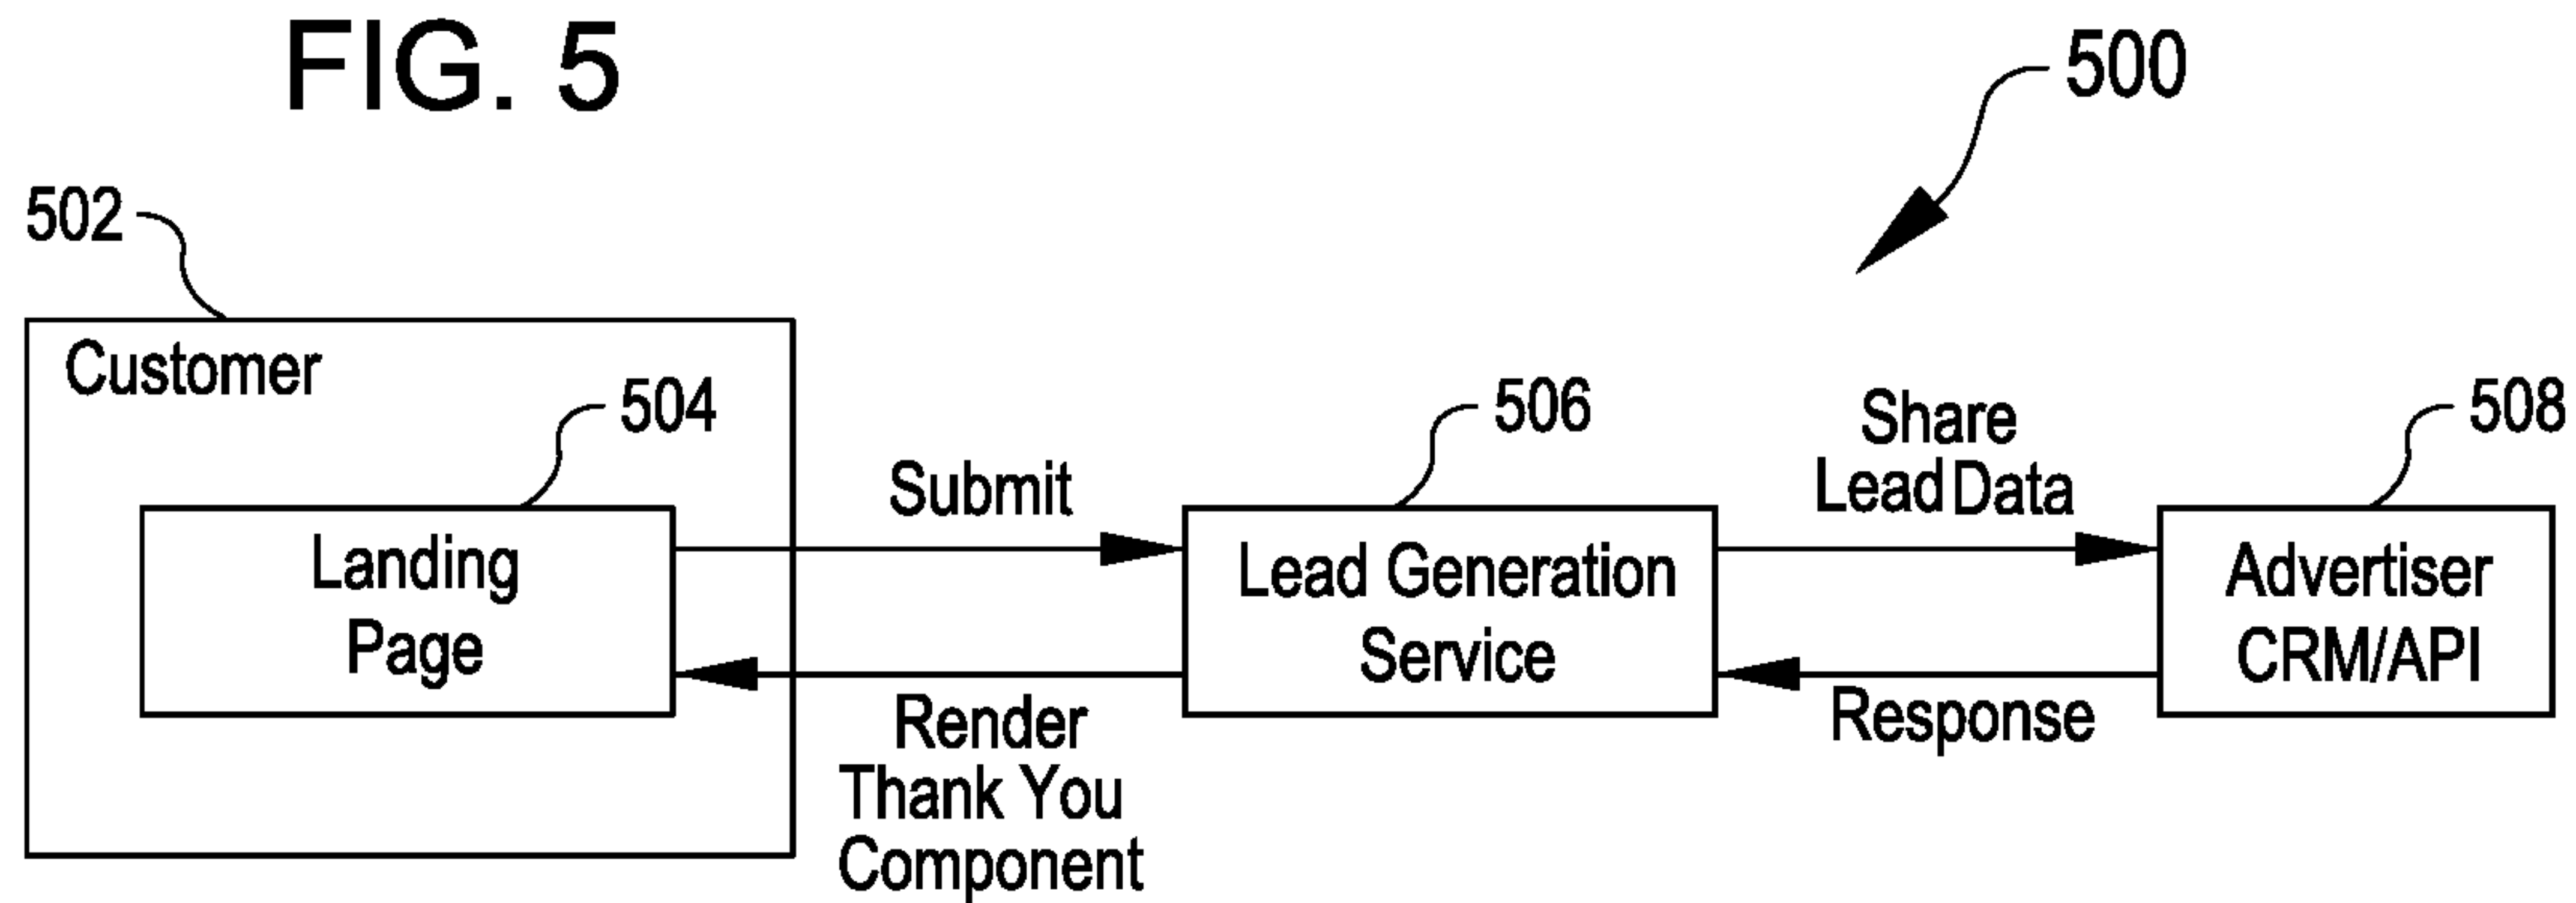 FIG. 5
500
502
Customer
504
Landing
Page
Submit
Render
Thank You
Component
506
Lead Generation
Service
Share
Lead Data
Response
508
Advertiser
CRM/API